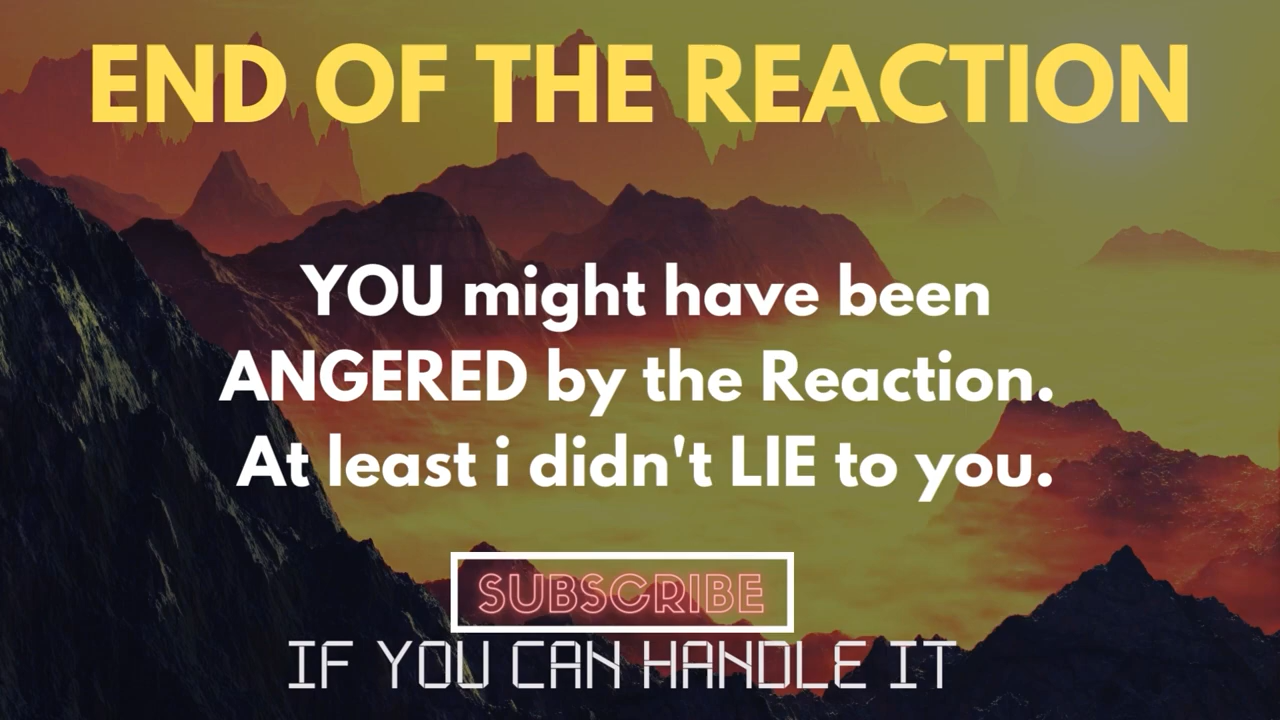 END OF THE REACTION
YOU might have been
ANGERED by the Reaction.
At least i didn't LIE to you.
SUBSCRIBE
IF YOU CAN HANDLE IT